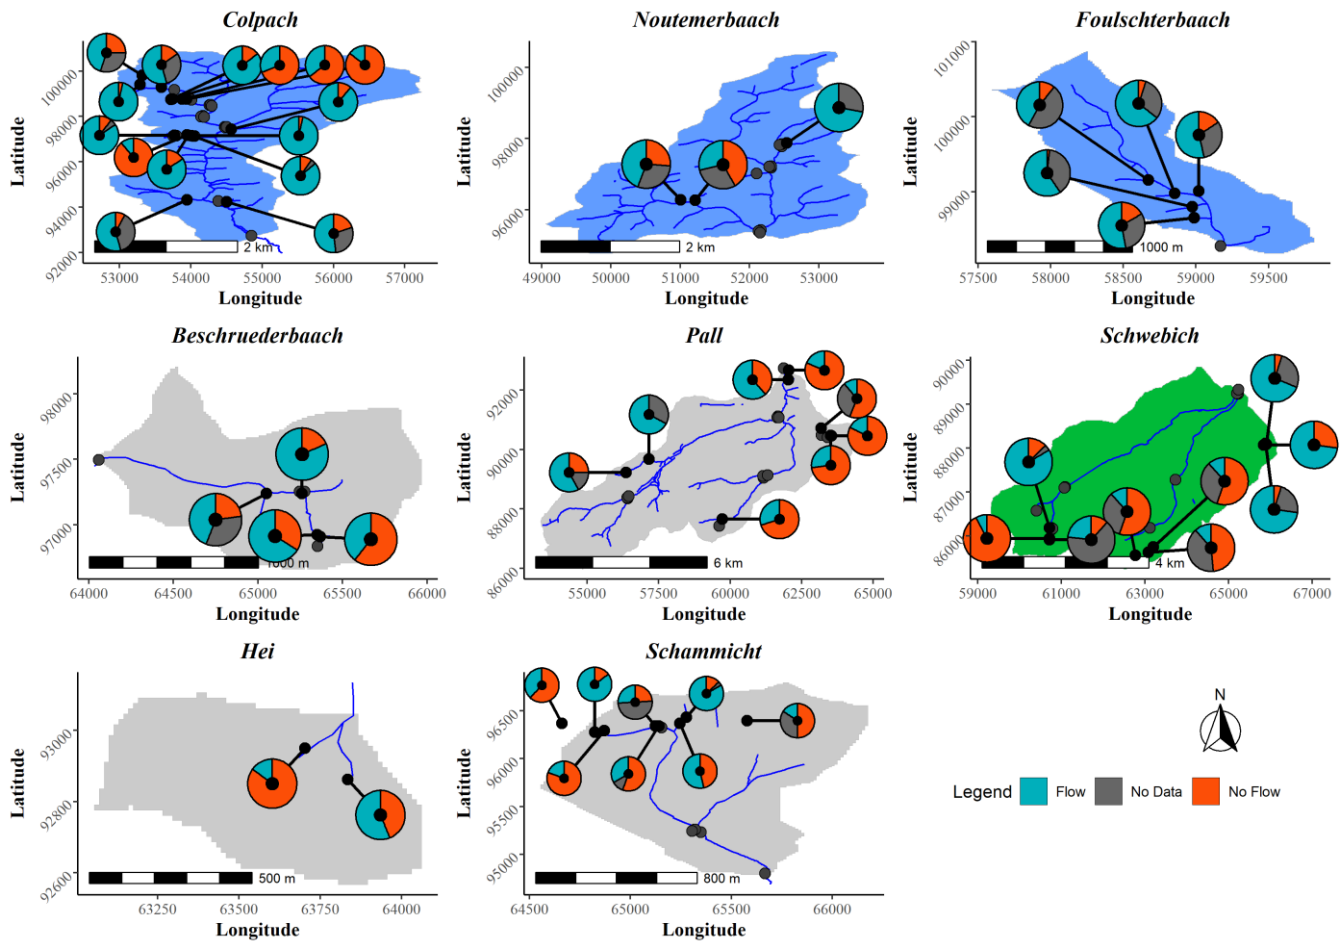 Colpach
Noutemerbaach
Foulschterbaach
Latitude
100000
98000
96000
94000
92000
2 km
53000 54000 55000 56000 57000
Longitude
Latitude
100000
98000
96000
2 km
49000 50000 51000 52000 53000
Longitude
Latitude
101000
100000
99000
1000 m
57500 58000 58500 59000 59500
Longitude
Beschruederbaach
Pall
Schwebich
Latitude
98000
97500
97000
1000 m
64000 64500 65000 65500 66000
Longitude
Latitude
92000
90000
88000
86000
6 km
55000 57500 60000 62500 65000
Longitude
Latitude
90000
89000
88000
87000
86000
4 km
59000 61000 63000 65000 67000
Longitude
Hei
Schammicht
Latitude
93000
92800
92600
500 m
63250 63500 63750 64000
Longitude
Latitude
96500
96000
95500
95000
800 m
64500 65000 65500 66000
Longitude
N
Legend Flow No Data No Flow